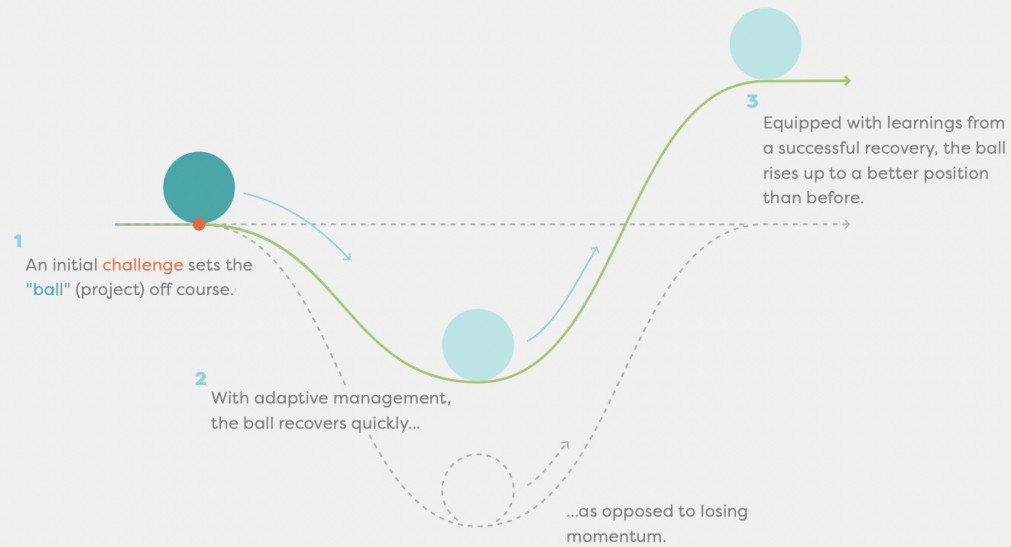 1
An initial challenge sets the
"ball" (project) off course.
2
With adaptive management,
the ball recovers quickly...
...as opposed to losing
momentum.
3
Equipped with learnings from
a successful recovery, the ball
rises up to a better position
than before.